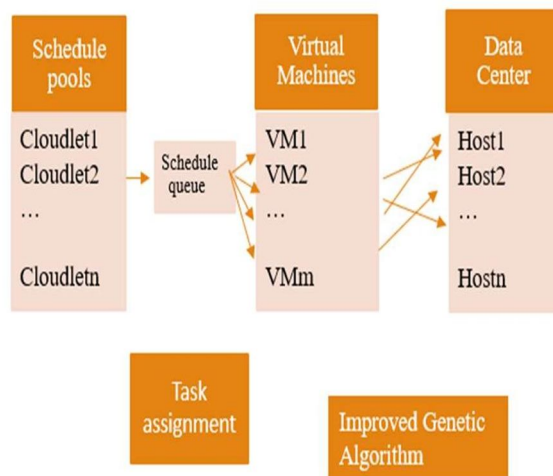 Schedule
pools
Cloudlet1
Cloudlet2
…
Cloudletn
Schedule
queue
Virtual
Machines
VM1
VM2
…
VMm
Data
Center
Host1
Host2
…
Hostn
Task
assignment
Improved Genetic
Algorithm